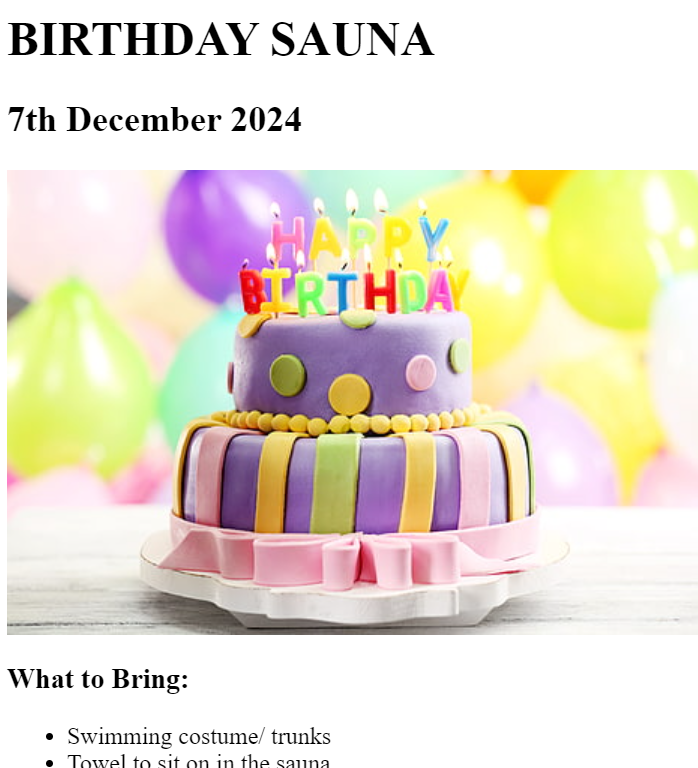 BIRTHDAY SAUNA
7th December 2024
HAPPY
BIRTHDAY
What to Bring:
Swimming costume/ trunks
Towel to sit on in the sauna